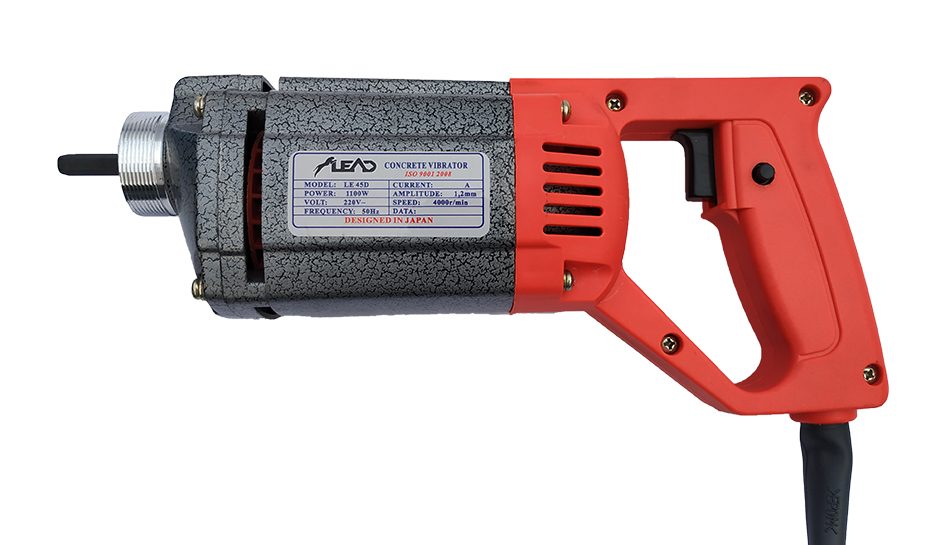 LEAD CONCRETE VIBRATOR
ISO 9001 2008
MODEL: LE 45D CURRENT: A
POWER: 1100W AMPLITUDE: 1,2mm
VOLT: 220V~ SPEED: 4000r/min
FREQUENCY: 50Hz DATA:
DESIGNED IN JAPAN